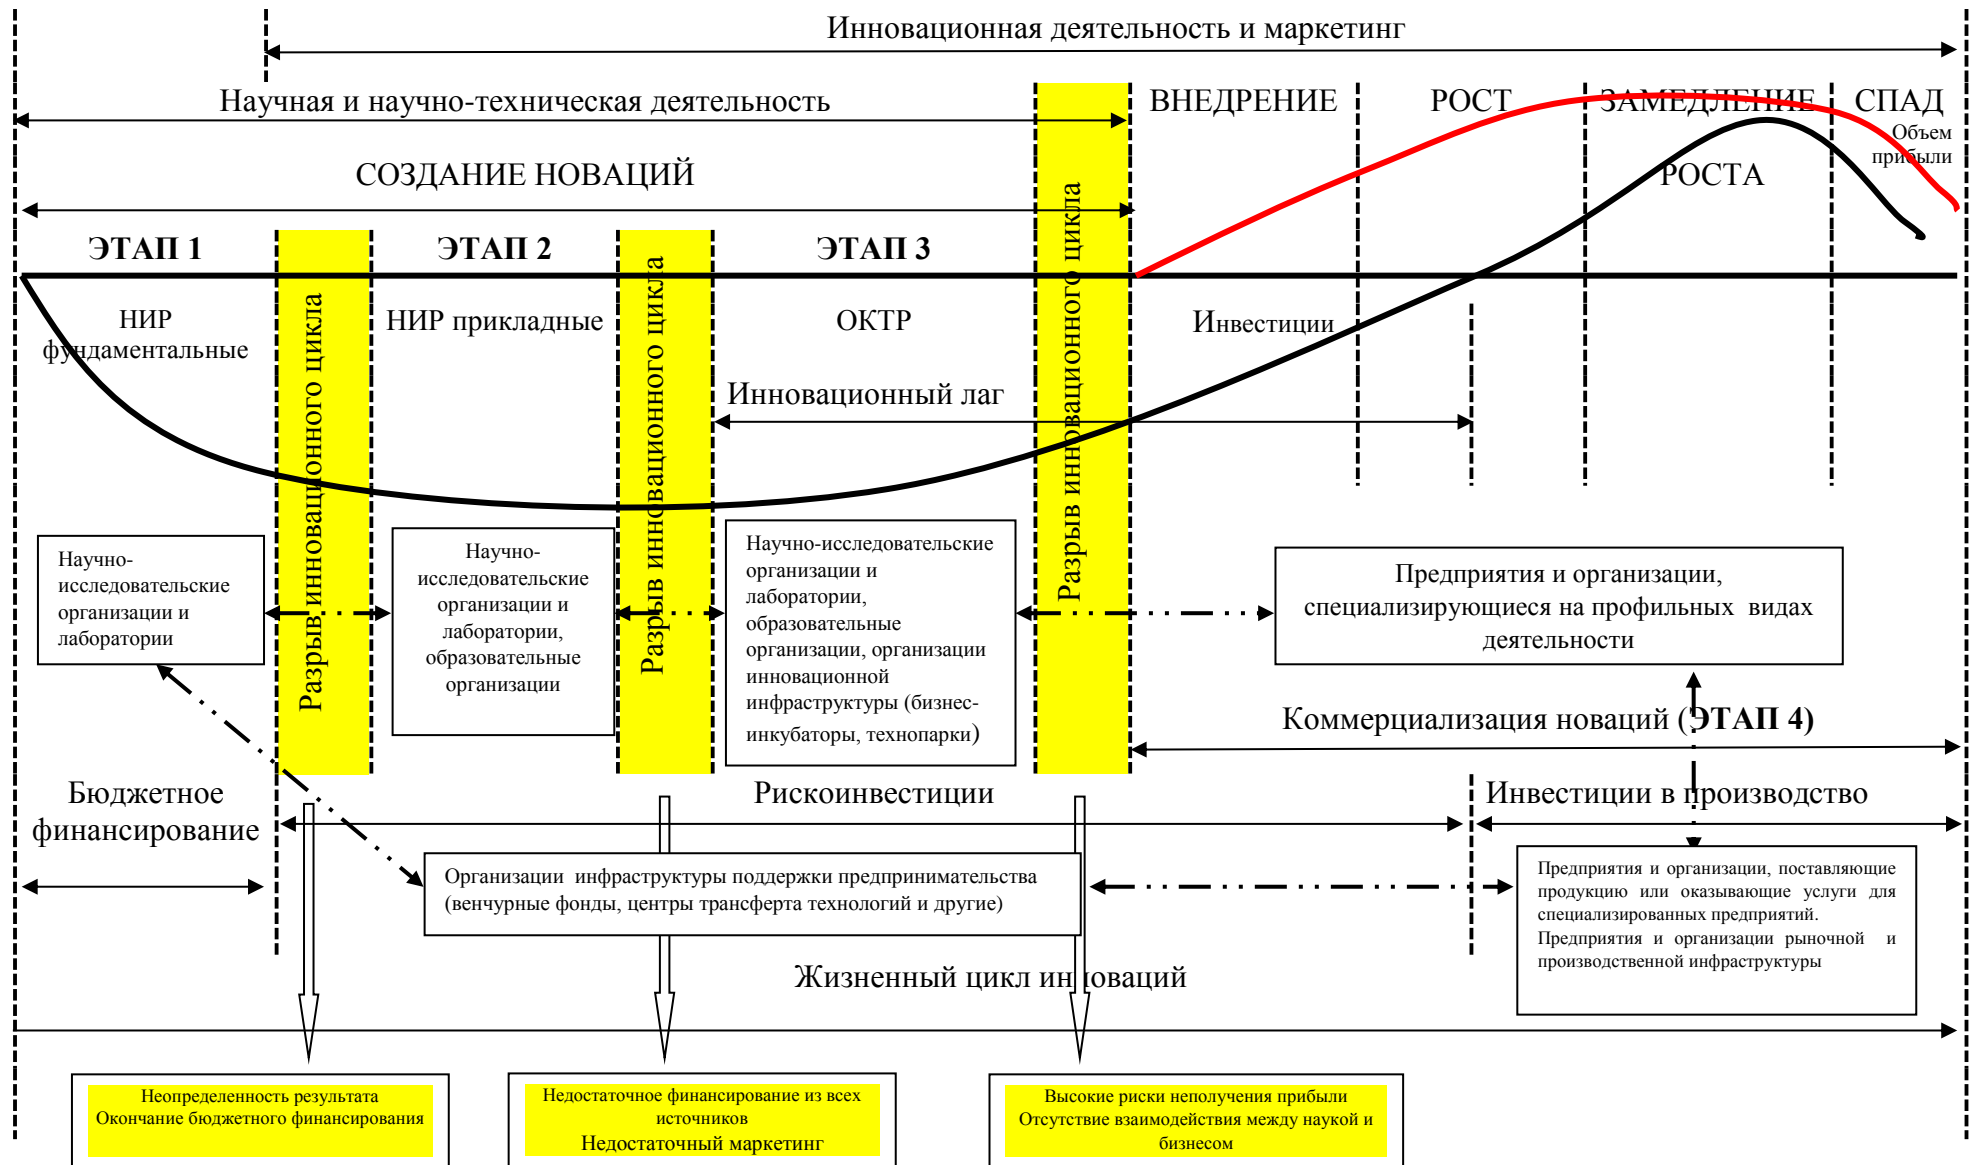 Инновационная деятельность и маркетинг
Научная и научно-техническая деятельность
ВНЕДРЕНИЕ
РОСТ
ЗАМЕДЛЕНИЕ
РОСТА
СПАД
Объем
прибыли
СОЗДАНИЕ НОВАЦИЙ
ЭТАП 1
ЭТАП 2
ЭТАП 3
НИР
фундаментальные
НИР прикладные
ОКТР
Инвестиции
Разрыв инновационного цикла
Разрыв инновационного цикла
Разрыв инновационного цикла
Инновационный лаг
Научно-
исследовательские
организации и
лаборатории
Научно-
исследовательские
организации и
лаборатории,
образовательные
организации
Научно-исследовательские
организации и
лаборатории,
образовательные
организации, организации
инновационной
инфраструктуры (бизнес-
инкубаторы, технопарки)
Предприятия и организации,
специализирующиеся на профильных видах
деятельности
Коммерциализация новаций (ЭТАП 4)
Бюджетное
финансирование
Рискоинвестиции
Инвестиции в производство
Организации инфраструктуры поддержки предпринимательства
(венчурные фонды, центры трансферта технологий и другие)
Предприятия и организации, поставляющие
продукцию или оказывающие услуги для
специализированных предприятий.
Предприятия и организации рыночной и
производственной инфраструктуры
Жизненный цикл инноваций
Неопределенность результата
Окончание бюджетного финансирования
Недостаточное финансирование из всех
источников
Недостаточный маркетинг
Высокие риски неполучения прибыли
Отсутствие взаимодействия между наукой и
бизнесом